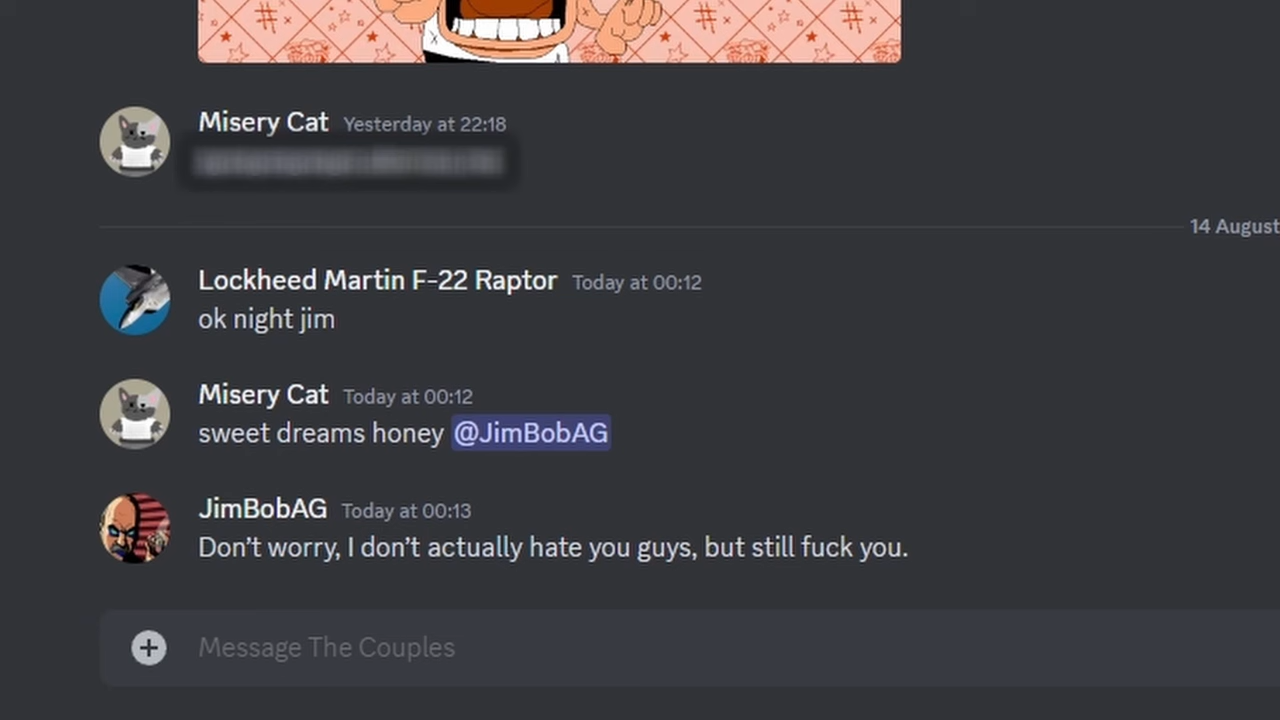 Misery Cat Yesterday at 22:18
14 August
Lockheed Martin F-22 Raptor Today at 00:12
ok night jim
Misery Cat Today at 00:12
sweet dreams honey @JimBobAG
JimBobAG Today at 00:13
Don’t worry, I don’t actually hate you guys, but still fuck you.
Message The Couples